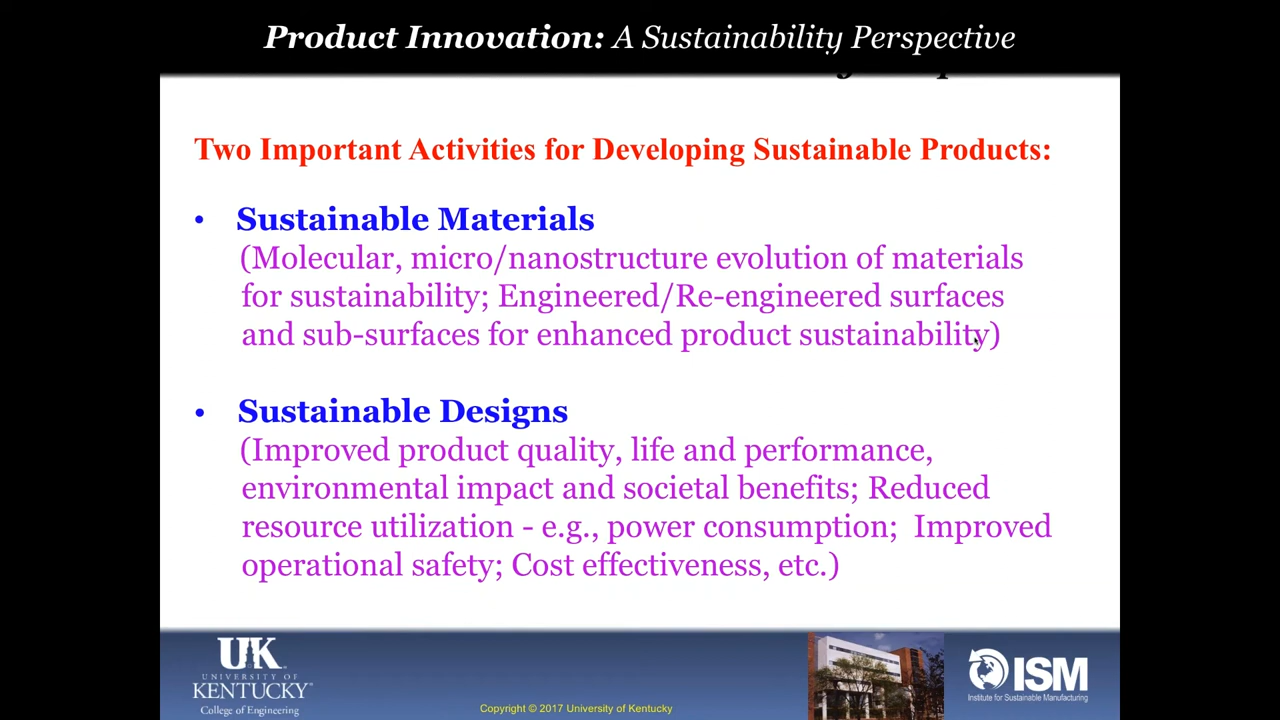 Product Innovation: A Sustainability Perspective
Two Important Activities for Developing Sustainable Products:
• Sustainable Materials
(Molecular, micro/nanostructure evolution of materials
for sustainability; Engineered/Re-engineered surfaces
and sub-surfaces for enhanced product sustainability)
• Sustainable Designs
(Improved product quality, life and performance,
environmental impact and societal benefits; Reduced
resource utilization - e.g., power consumption; Improved
operational safety; Cost effectiveness, etc.)
UK
UNIVERSITY OF
KENTUCKY
College of Engineering
Copyright © 2017 University of Kentucky
ISM
Institute for Sustainable Manufacturing